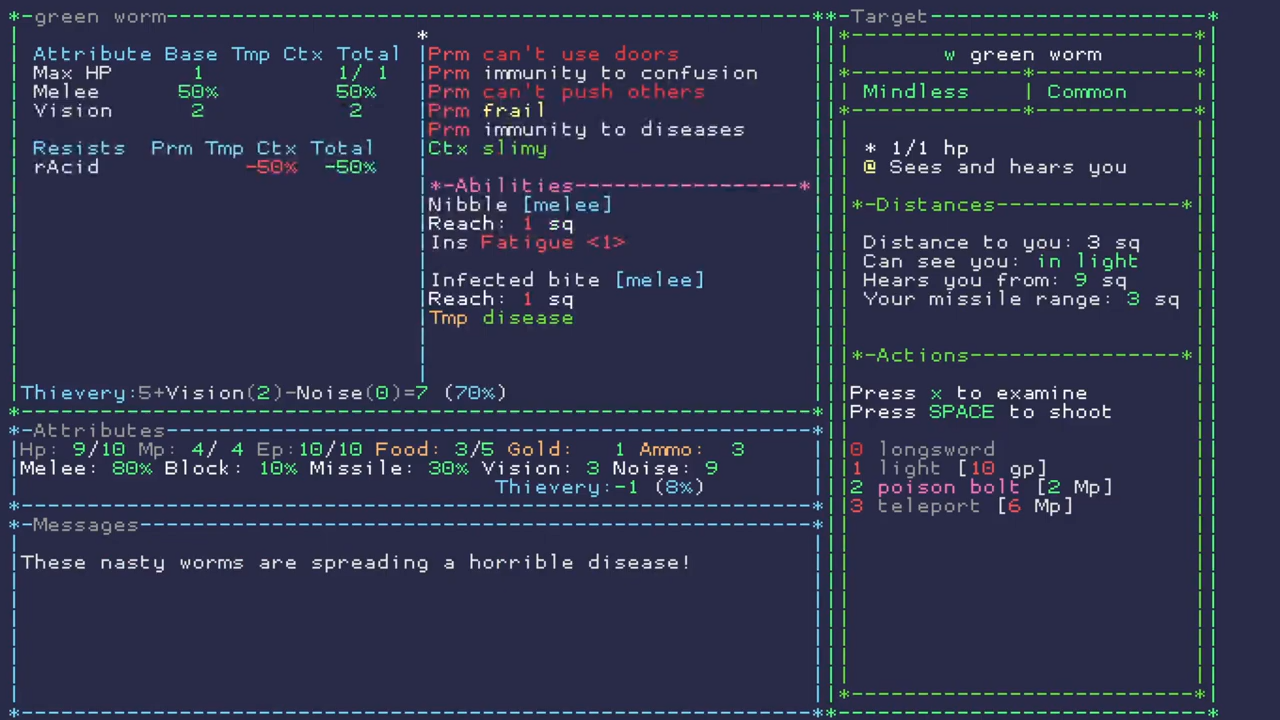 green worm
Attribute Base Tmp Ctx Total
Max HP 1 1/ 1
Melee 50% 50%
Vision 2 2
Resists Prm Tmp Ctx Total
rAcid -50% -50%
Prm can't use doors
Prm immunity to confusion
Prm can't push others
Prm frail
Prm immunity to diseases
Ctx slimy
Abilities
Nibble [melee]
Reach: 1 sq
Ins Fatigue <1>
Infected bite [melee]
Reach: 1 sq
Tmp disease
Thievery:5+Vision(2)-Noise(0)=7 (70%)
Attributes
Hp: 9/10 Mp: 4/ 4 Ep:10/10 Food: 3/5 Gold: 1 Ammo: 3
Melee: 80% Block: 10% Missile: 30% Vision: 3 Noise: 9
Thievery:-1 (8%)
Messages
These nasty worms are spreading a horrible disease!
Target
w green worm
Mindless | Common
* 1/1 hp
@ Sees and hears you
Distances
Distance to you: 3 sq
Can see you: in light
Hears you from: 9 sq
Your missile range: 3 sq
Actions
Press x to examine
Press SPACE to shoot
0 longsword
1 light [10 gp]
2 poison bolt [2 Mp]
3 teleport [6 Mp]